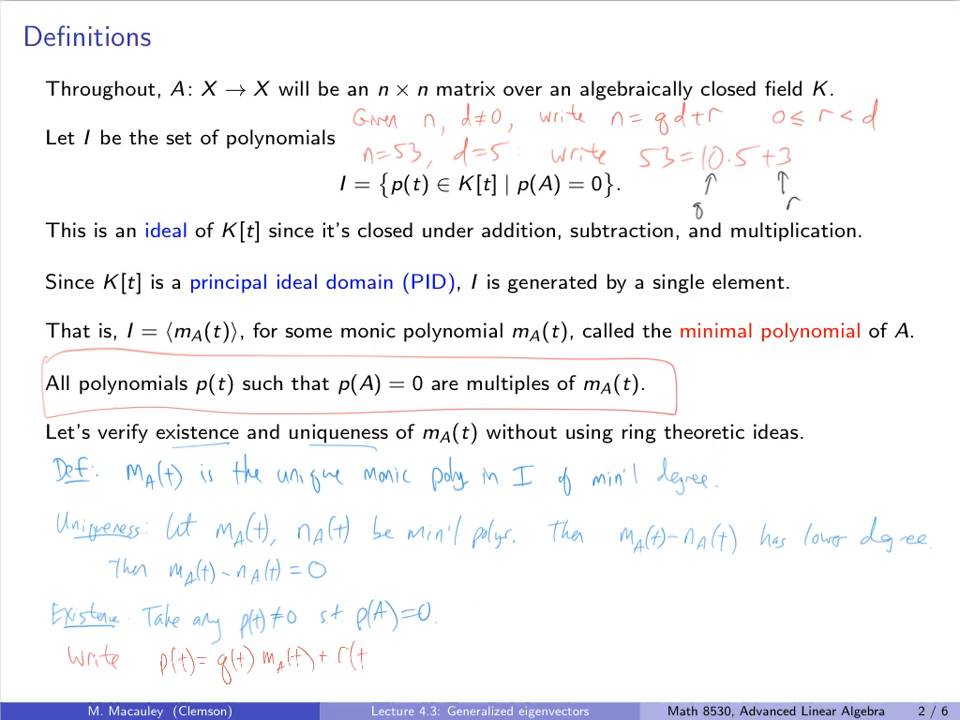 Definitions
Throughout, A: X → X will be an n × n matrix over an algebraically closed field K.
Given n, d≠0, write n = qd+r 0 ≤ r < d
Let I be the set of polynomials
n=53, d=5: write 53=10·5+3
I = {p(t) ∈ K[t] | p(A) = 0}.
q r
This is an ideal of K[t] since it's closed under addition, subtraction, and multiplication.
Since K[t] is a principal ideal domain (PID), I is generated by a single element.
That is, I = ⟨m_A(t)⟩, for some monic polynomial m_A(t), called the minimal polynomial of A.
All polynomials p(t) such that p(A) = 0 are multiples of m_A(t).
Let's verify existence and uniqueness of m_A(t) without using ring theoretic ideas.
Def: m_A(t) is the unique monic poly in I of min'l degree.
Uniqueness: Let m_A(t), n_A(t) be min'l polys. Then m_A(t)-n_A(t) has lower degree.
Then m_A(t)-n_A(t)=0
Existence: Take any p(t)≠0 st. p(A)=0.
Write p(t)= q(t) m_A(t)+ r(t
M. Macauley (Clemson) Lecture 4.3: Generalized eigenvectors Math 8530, Advanced Linear Algebra 2 / 6